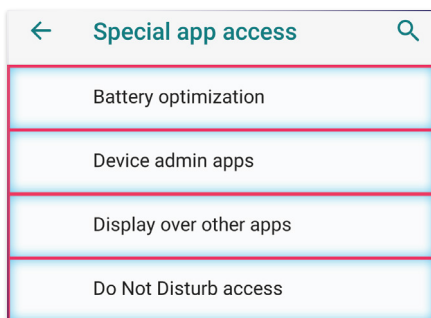 Special app access
Battery optimization
Device admin apps
Display over other apps
Do Not Disturb access